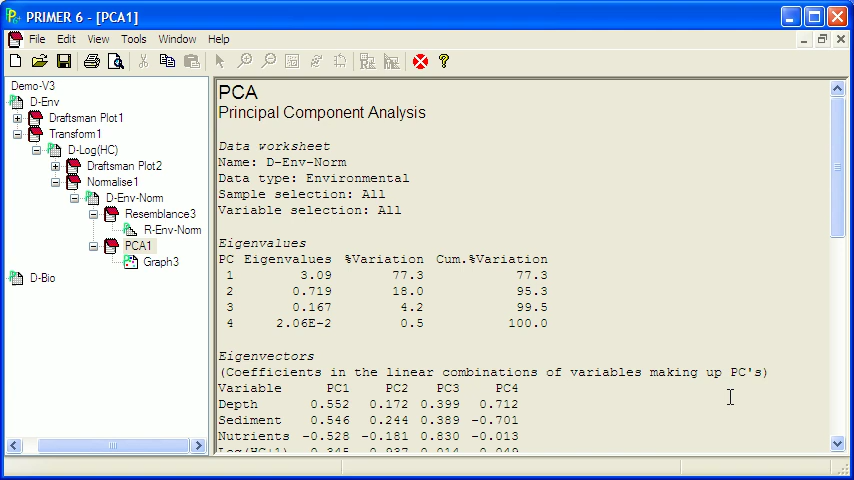 PRIMER 6 - [PCA1]
File Edit View Tools Window Help
Demo-V3
D-Env
Draftsman Plot1
Transform1
D-Log(HC)
Draftsman Plot2
Normalise1
D-Env-Norm
Resemblance3
R-Env-Norm
PCA1
Graph3
D-Bio
PCA
Principal Component Analysis
Data worksheet
Name: D-Env-Norm
Data type: Environmental
Sample selection: All
Variable selection: All
Eigenvalues
PC Eigenvalues %Variation Cum.%Variation
1 3.09 77.3 77.3
2 0.719 18.0 95.3
3 0.167 4.2 99.5
4 2.06E-2 0.5 100.0
Eigenvectors
(Coefficients in the linear combinations of variables making up PC's)
Variable PC1 PC2 PC3 PC4
Depth 0.552 0.172 0.399 0.712
Sediment 0.546 0.244 0.389 -0.701
Nutrients -0.528 -0.181 0.830 -0.013